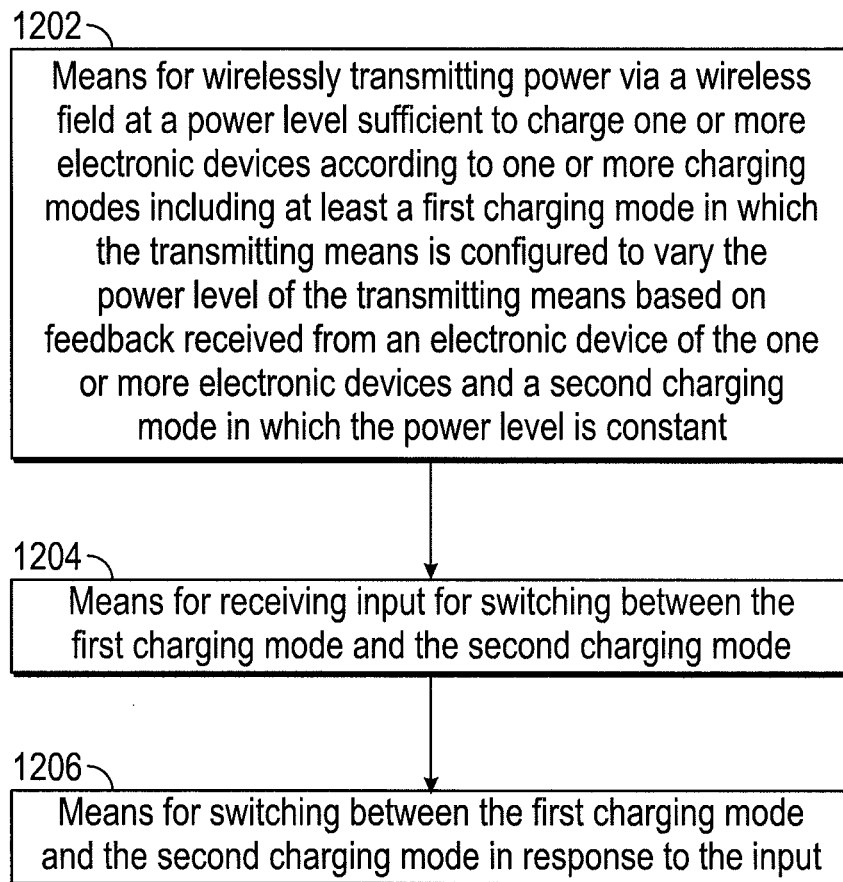 1202
Means for wirelessly transmitting power via a wireless
field at a power level sufficient to charge one or more
electronic devices according to one or more charging
modes including at least a first charging mode in which
the transmitting means is configured to vary the
power level of the transmitting means based on
feedback received from an electronic device of the one
or more electronic devices and a second charging
mode in which the power level is constant
1204
Means for receiving input for switching between the
first charging mode and the second charging mode
1206
Means for switching between the first charging mode
and the second charging mode in response to the input